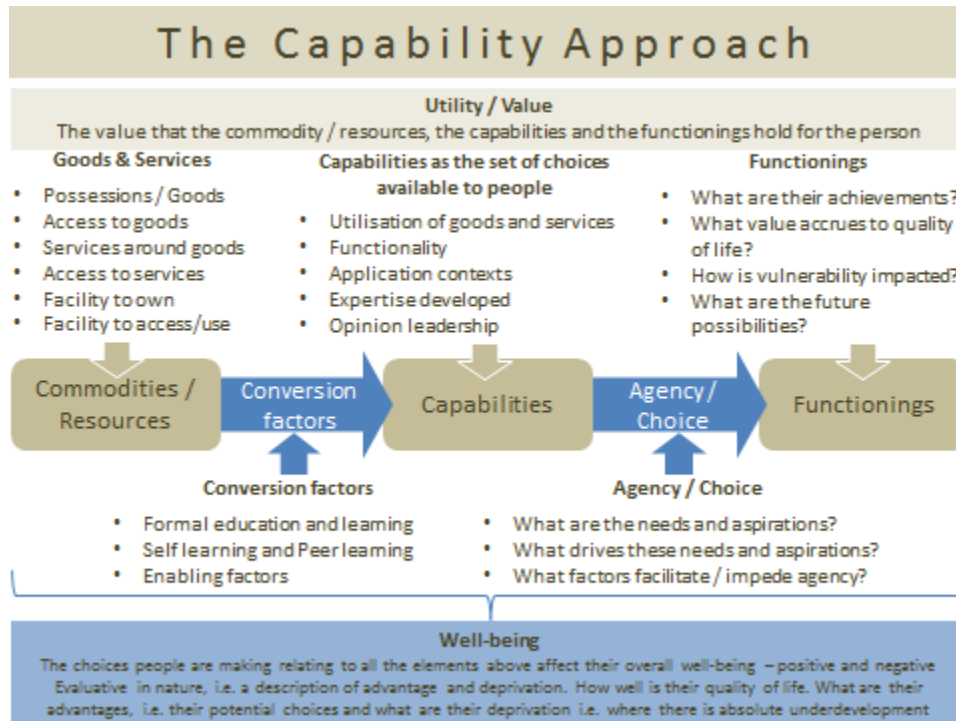 The Capability Approach
Utility / Value
The value that the commodity / resources, the capabilities and the functionings hold for the person
Goods & Services
• Possessions / Goods
• Access to goods
• Services around goods
• Access to services
• Facility to own
• Facility to access/use
Capabilities as the set of choices
available to people
• Utilisation of goods and services
• Functionality
• Application contexts
• Expertise developed
• Opinion leadership
Functionings
• What are their achievements?
• What value accrues to quality
of life?
• How is vulnerability impacted?
• What are the future
possibilities?
Commodities /
Resources
Conversion
factors
Capabilities
Agency /
Choice
Functionings
Conversion factors
• Formal education and learning
• Self learning and Peer learning
• Enabling factors
Agency / Choice
• What are the needs and aspirations?
• What drives these needs and aspirations?
• What factors facilitate / impede agency?
Well-being
The choices people are making relating to all the elements above affect their overall well-being – positive and negative
Evaluative in nature, i.e. a description of advantage and deprivation. How well is their quality of life. What are their
advantages, i.e. their potential choices and what are their deprivation i.e. where there is absolute underdevelopment